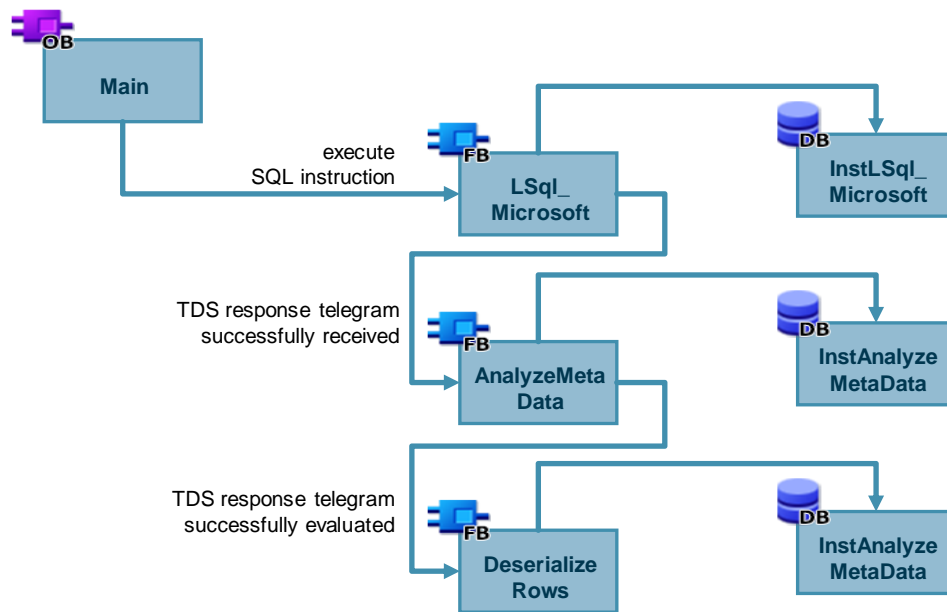 OB
Main
execute
SQL instruction
FB
LSql_
Microsoft
DB
InstLSql_
Microsoft
TDS response telegram
successfully received
FB
AnalyzeMeta
Data
DB
InstAnalyze
MetaData
TDS response telegram
successfully evaluated
FB
Deserialize
Rows
DB
InstAnalyze
MetaData